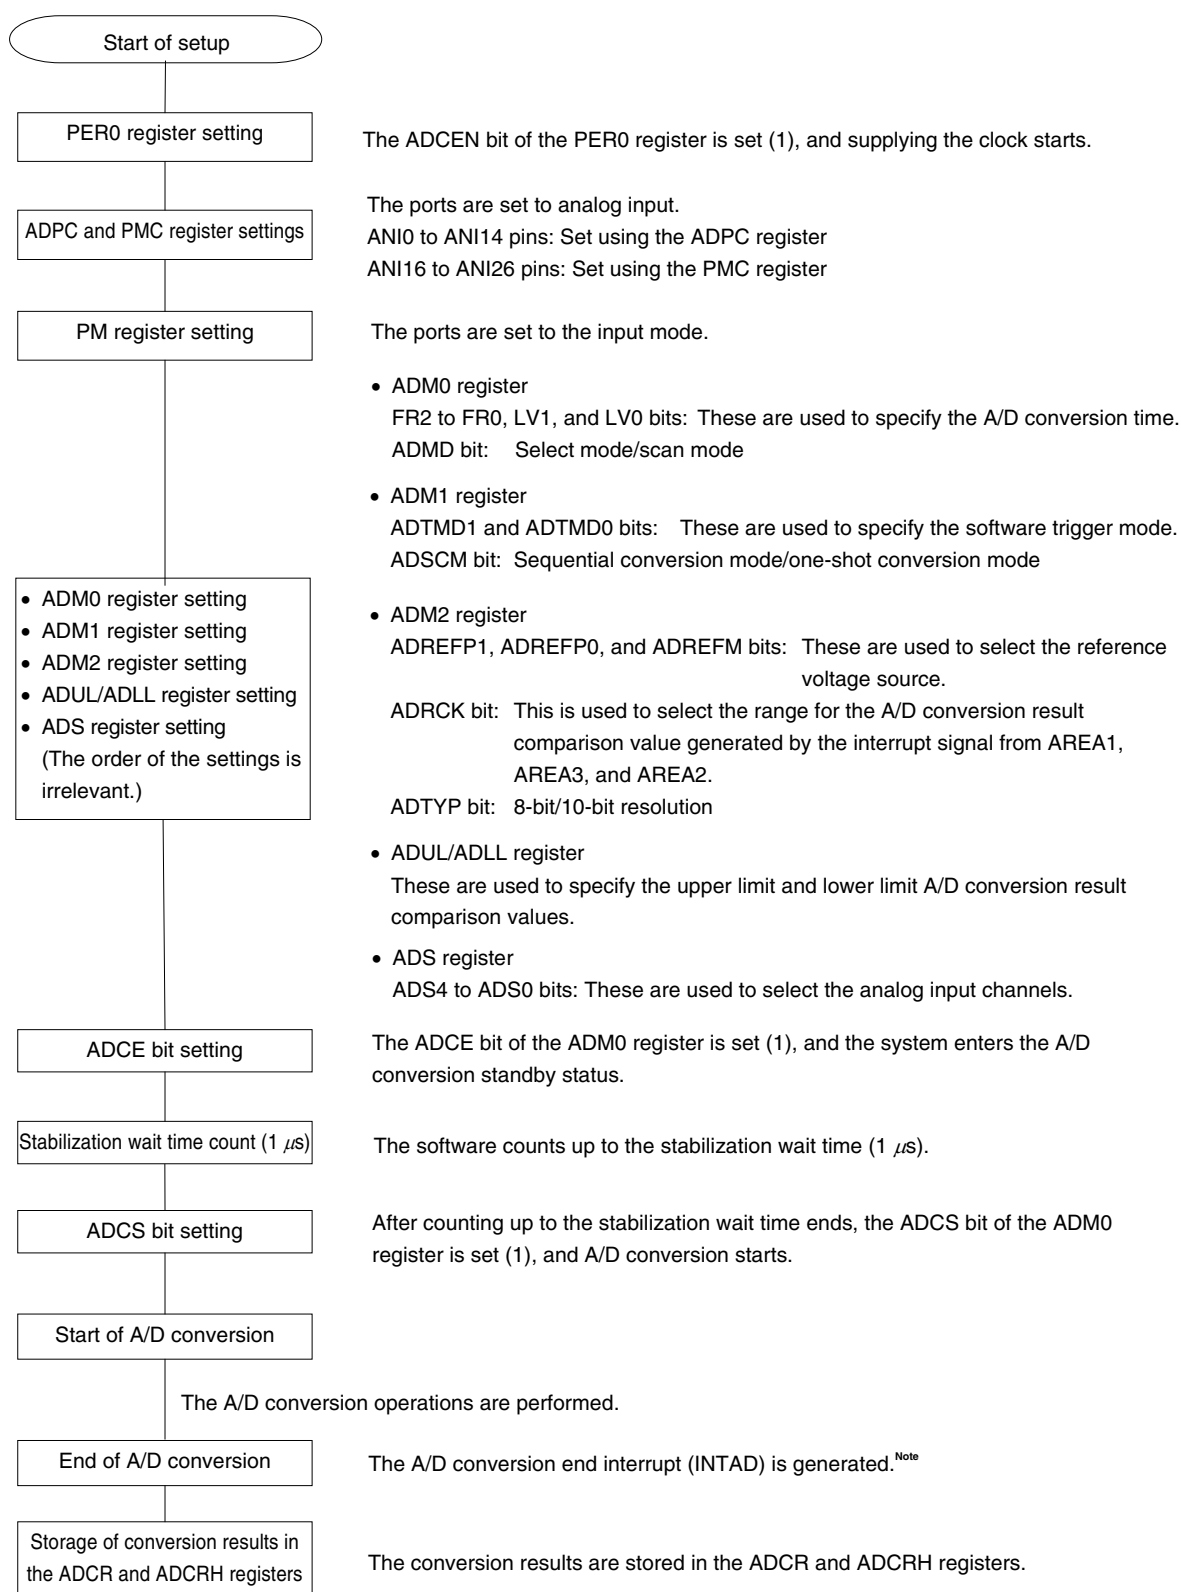 Start of setup
PER0 register setting
The ADCEN bit of the PER0 register is set (1), and supplying the clock starts.
ADPC and PMC register settings
The ports are set to analog input.
ANI0 to ANI14 pins: Set using the ADPC register
ANI16 to ANI26 pins: Set using the PMC register
PM register setting
The ports are set to the input mode.
• ADM0 register setting
• ADM1 register setting
• ADM2 register setting
• ADUL/ADLL register setting
• ADS register setting
(The order of the settings is
irrelevant.)
• ADM0 register
FR2 to FR0, LV1, and LV0 bits: These are used to specify the A/D conversion time.
ADMD bit: Select mode/scan mode
• ADM1 register
ADTMD1 and ADTMD0 bits: These are used to specify the software trigger mode.
ADSCM bit: Sequential conversion mode/one-shot conversion mode
• ADM2 register
ADREFP1, ADREFP0, and ADREFM bits: These are used to select the reference
voltage source.
ADRCK bit: This is used to select the range for the A/D conversion result
comparison value generated by the interrupt signal from AREA1,
AREA3, and AREA2.
ADTYP bit: 8-bit/10-bit resolution
• ADUL/ADLL register
These are used to specify the upper limit and lower limit A/D conversion result
comparison values.
• ADS register
ADS4 to ADS0 bits: These are used to select the analog input channels.
ADCE bit setting
The ADCE bit of the ADM0 register is set (1), and the system enters the A/D
conversion standby status.
Stabilization wait time count (1 μs)
The software counts up to the stabilization wait time (1 μs).
ADCS bit setting
After counting up to the stabilization wait time ends, the ADCS bit of the ADM0
register is set (1), and A/D conversion starts.
Start of A/D conversion
The A/D conversion operations are performed.
End of A/D conversion
The A/D conversion end interrupt (INTAD) is generated.Note
Storage of conversion results in
the ADCR and ADCRH registers
The conversion results are stored in the ADCR and ADCRH registers.